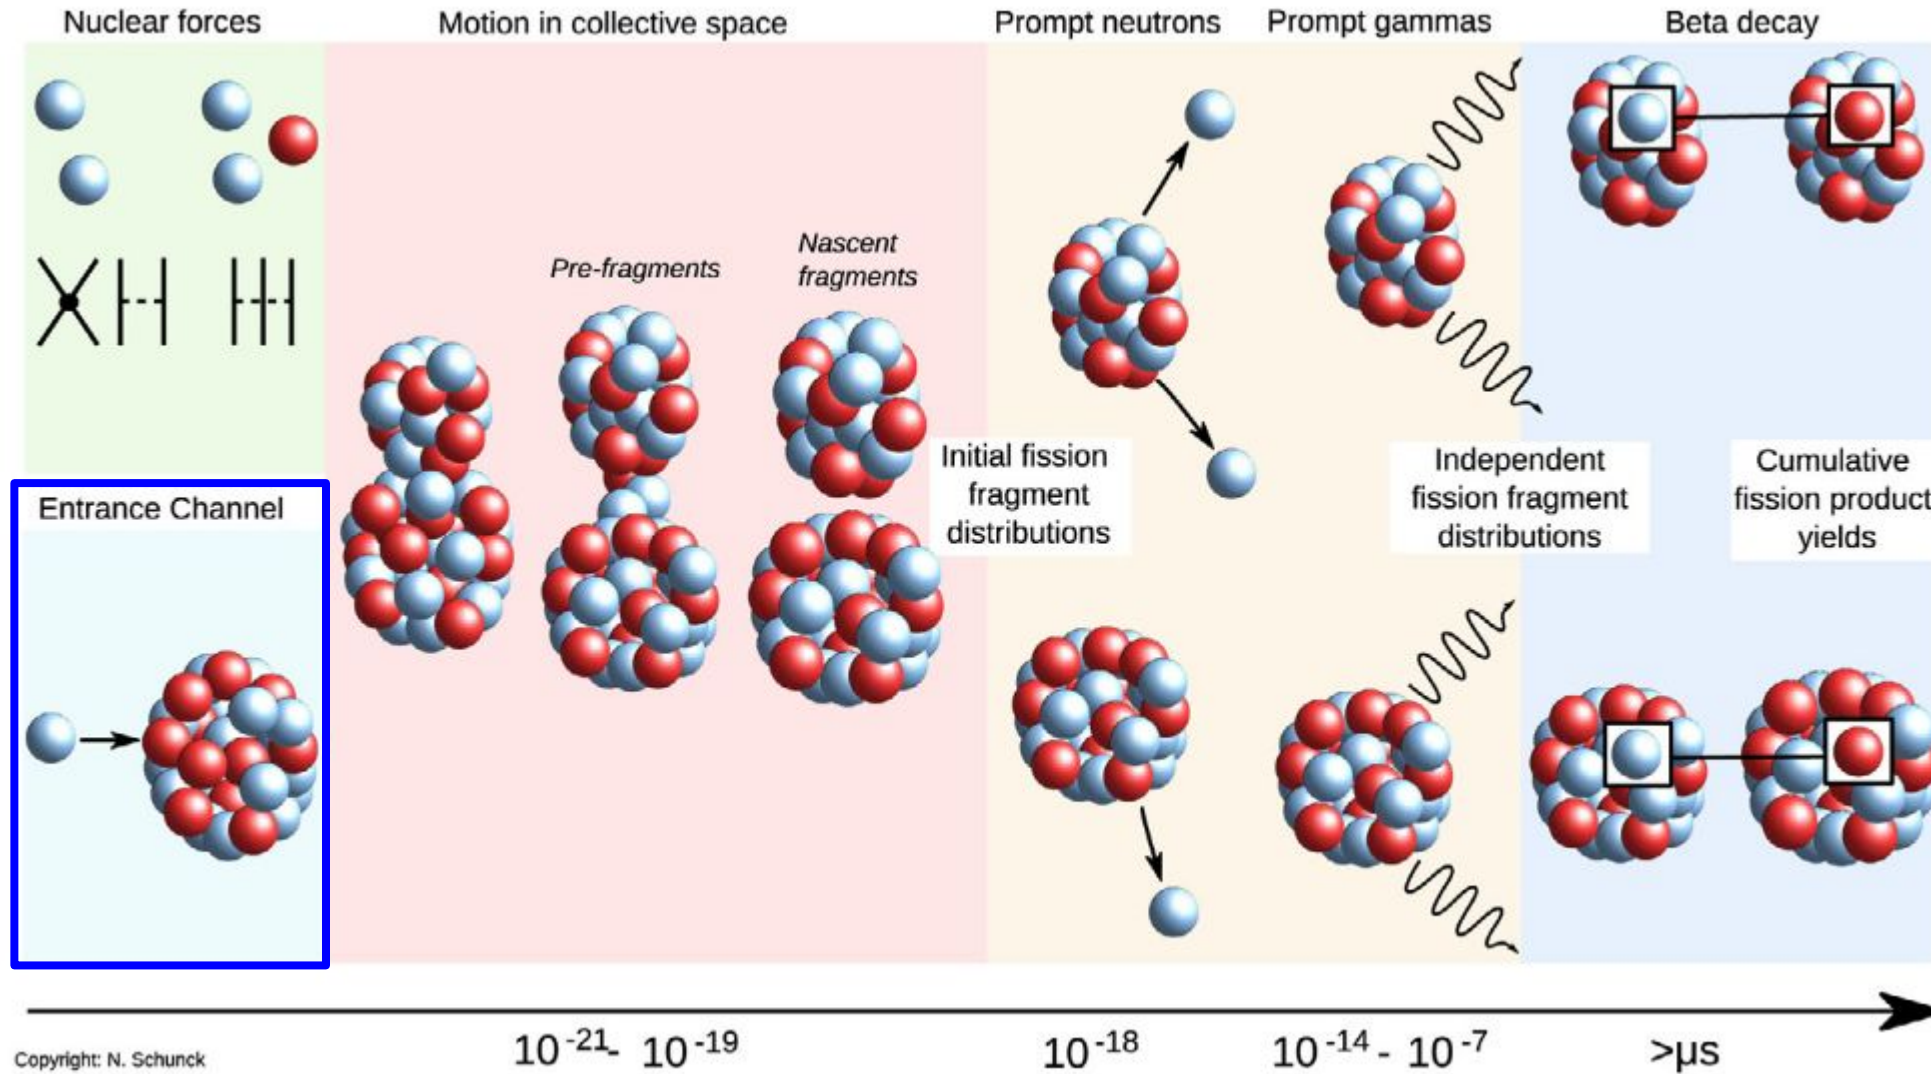 Nuclear forces
Motion in collective space
Prompt neutrons
Prompt gammas
Beta decay
Pre-fragments
Nascent
fragments
Entrance Channel
Initial fission
fragment
distributions
Independent
fission fragment
distributions
Cumulative
fission product
yields
10⁻²¹- 10⁻¹⁹
10⁻¹⁸
10⁻¹⁴ - 10⁻⁷
>µs
Copyright: N. Schunck